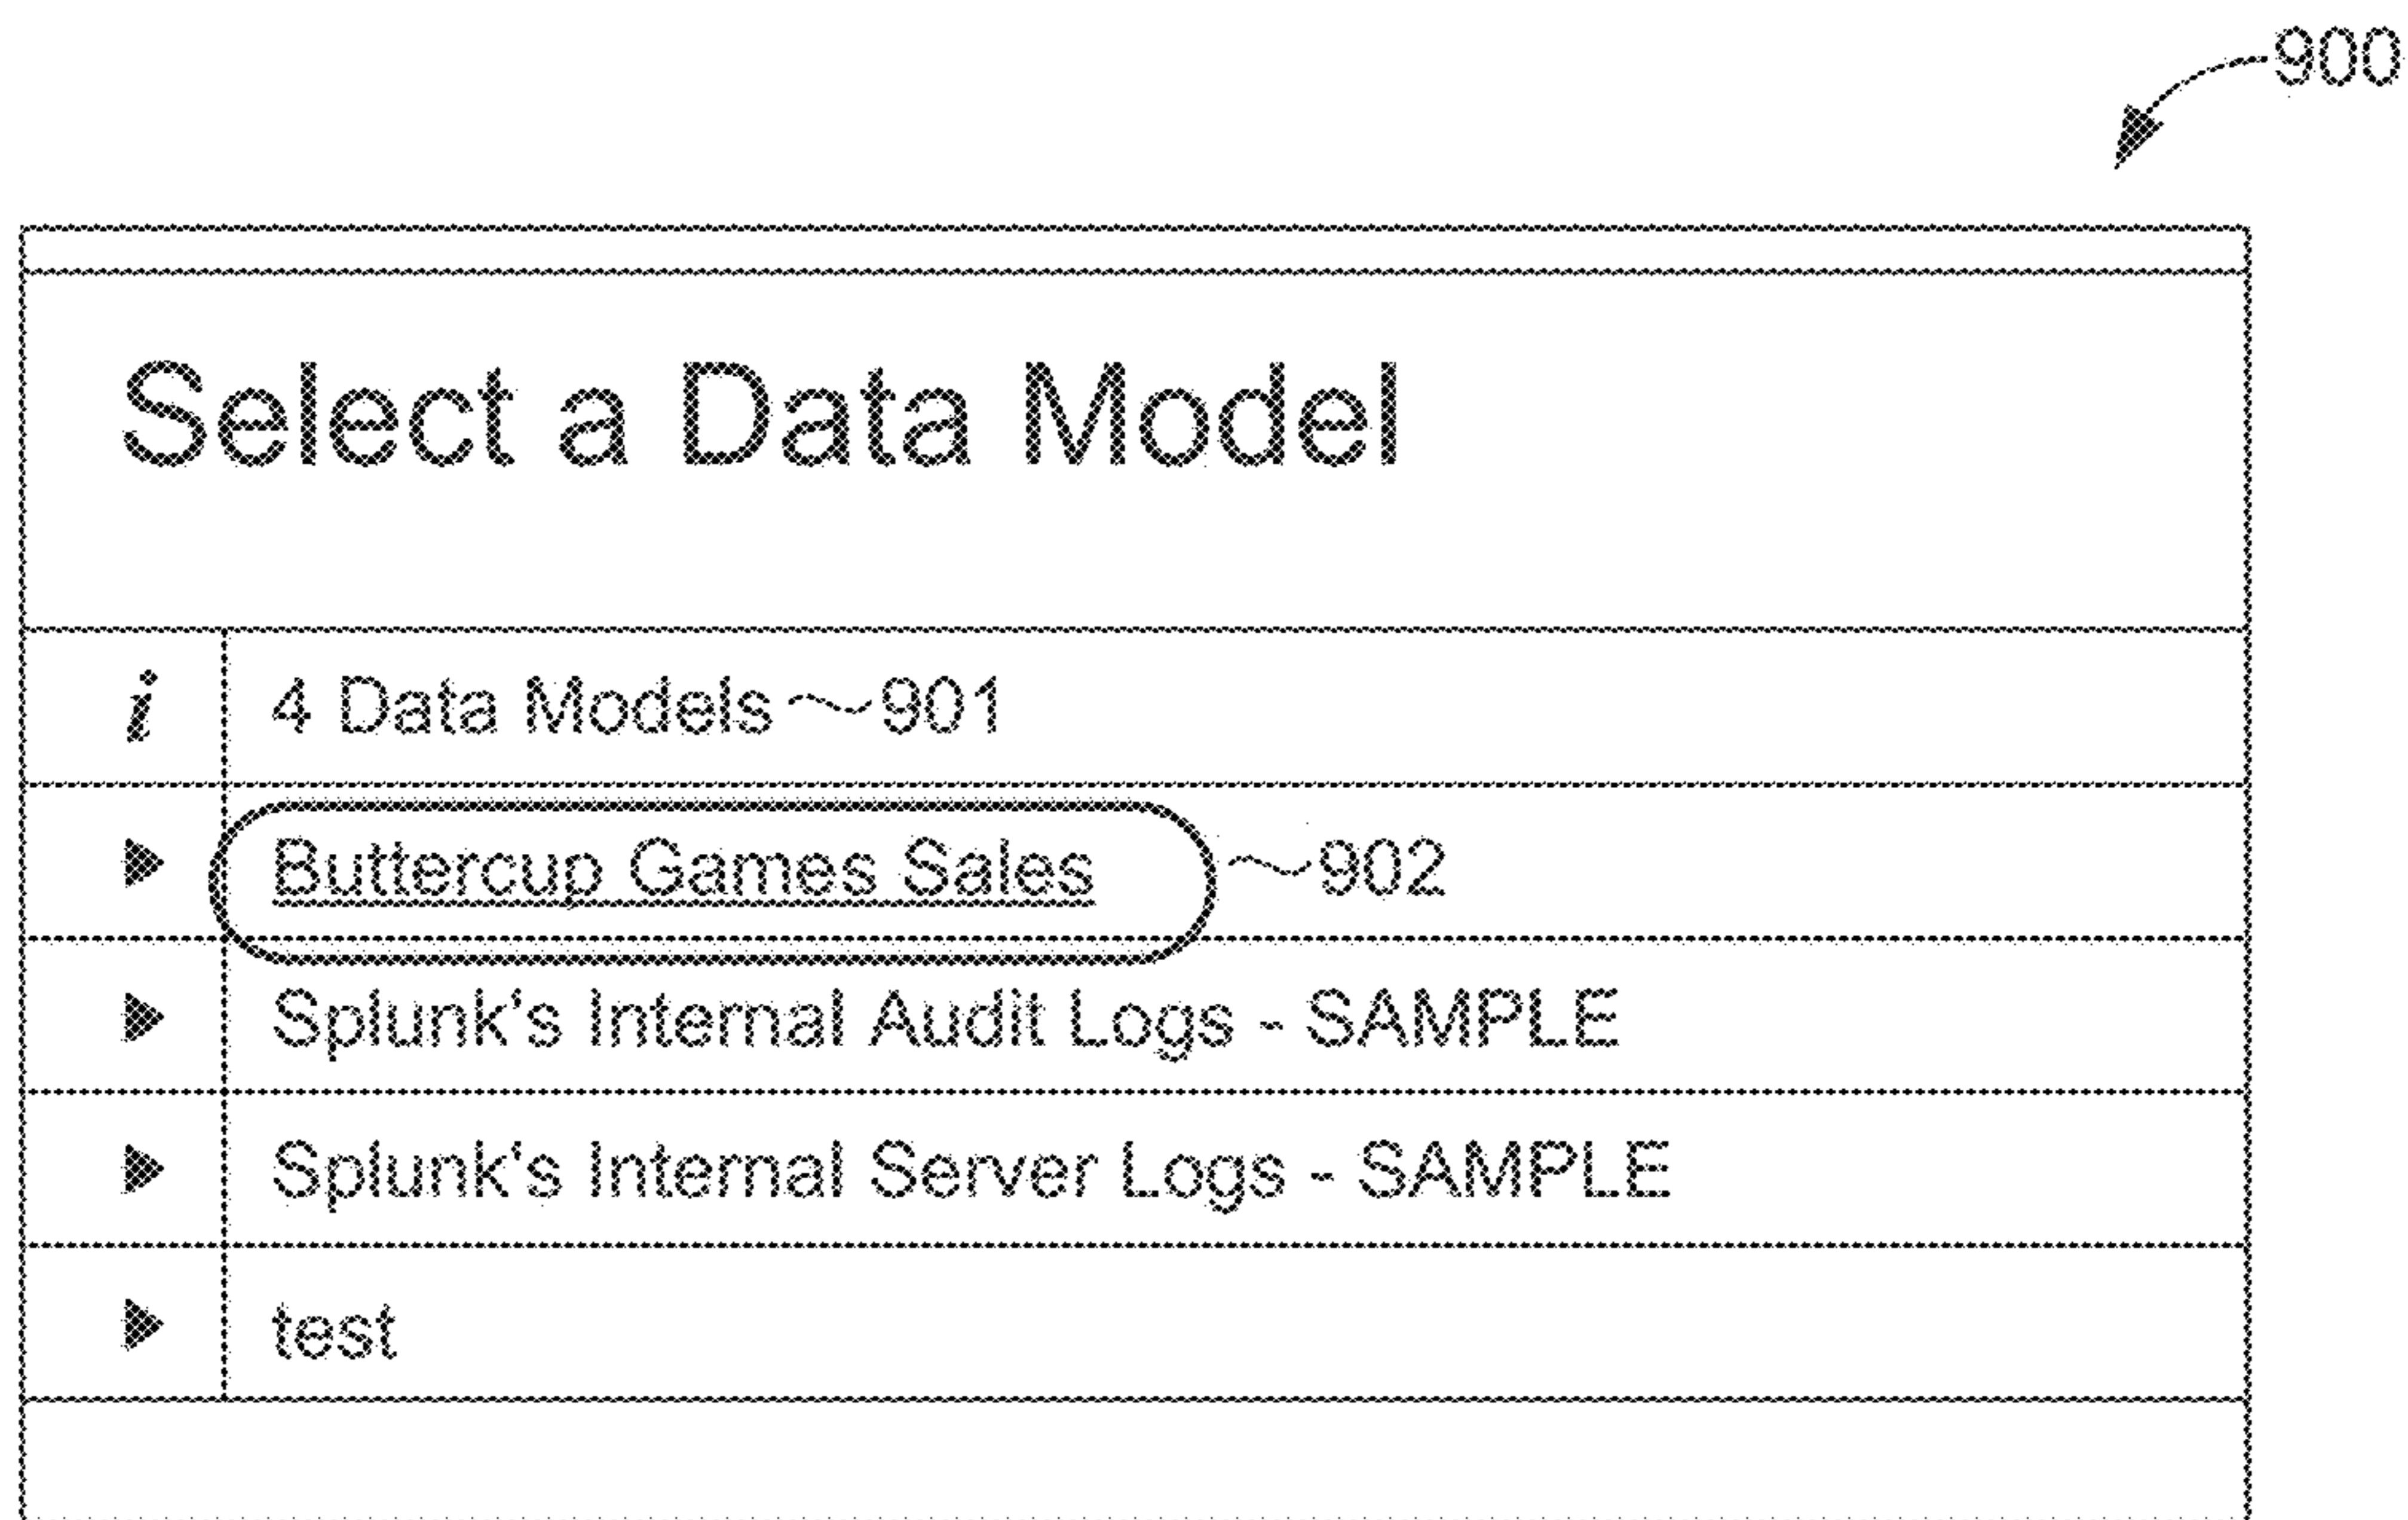 900
Select a Data Model
i 4 Data Models 901
Buttercup Games Sales 902
Splunk's Internal Audit Logs - SAMPLE
Splunk's Internal Server Logs - SAMPLE
test